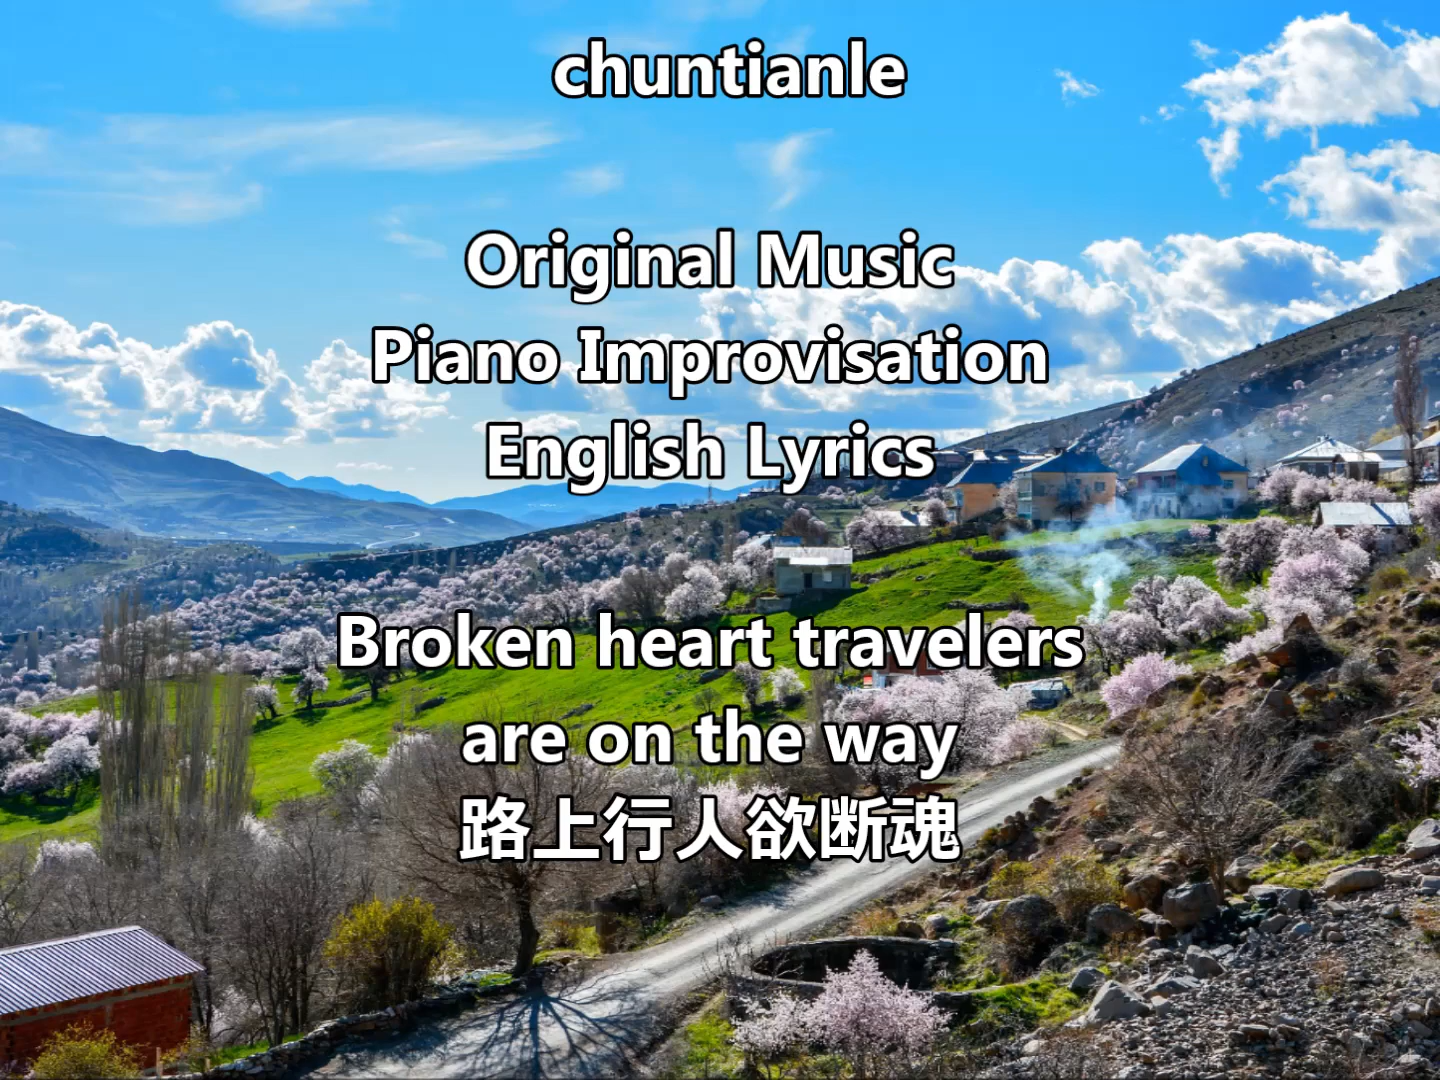 chuntianle
Original Music
Piano Improvisation
English Lyrics
Broken heart travelers
are on the way
路上行人欲断魂